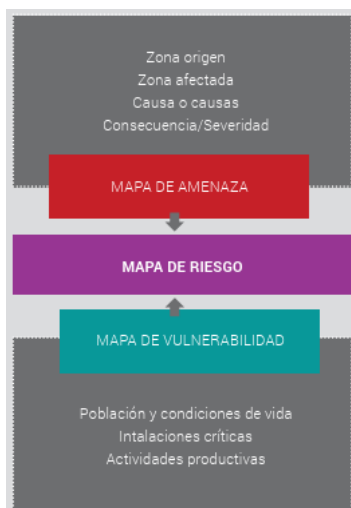 Zona origen
Zona afectada
Causa o causas
Consecuencia/Severidad
MAPA DE AMENAZA
MAPA DE RIESGO
MAPA DE VULNERABILIDAD
Población y condiciones de vida
Intalaciones críticas
Actividades productivas